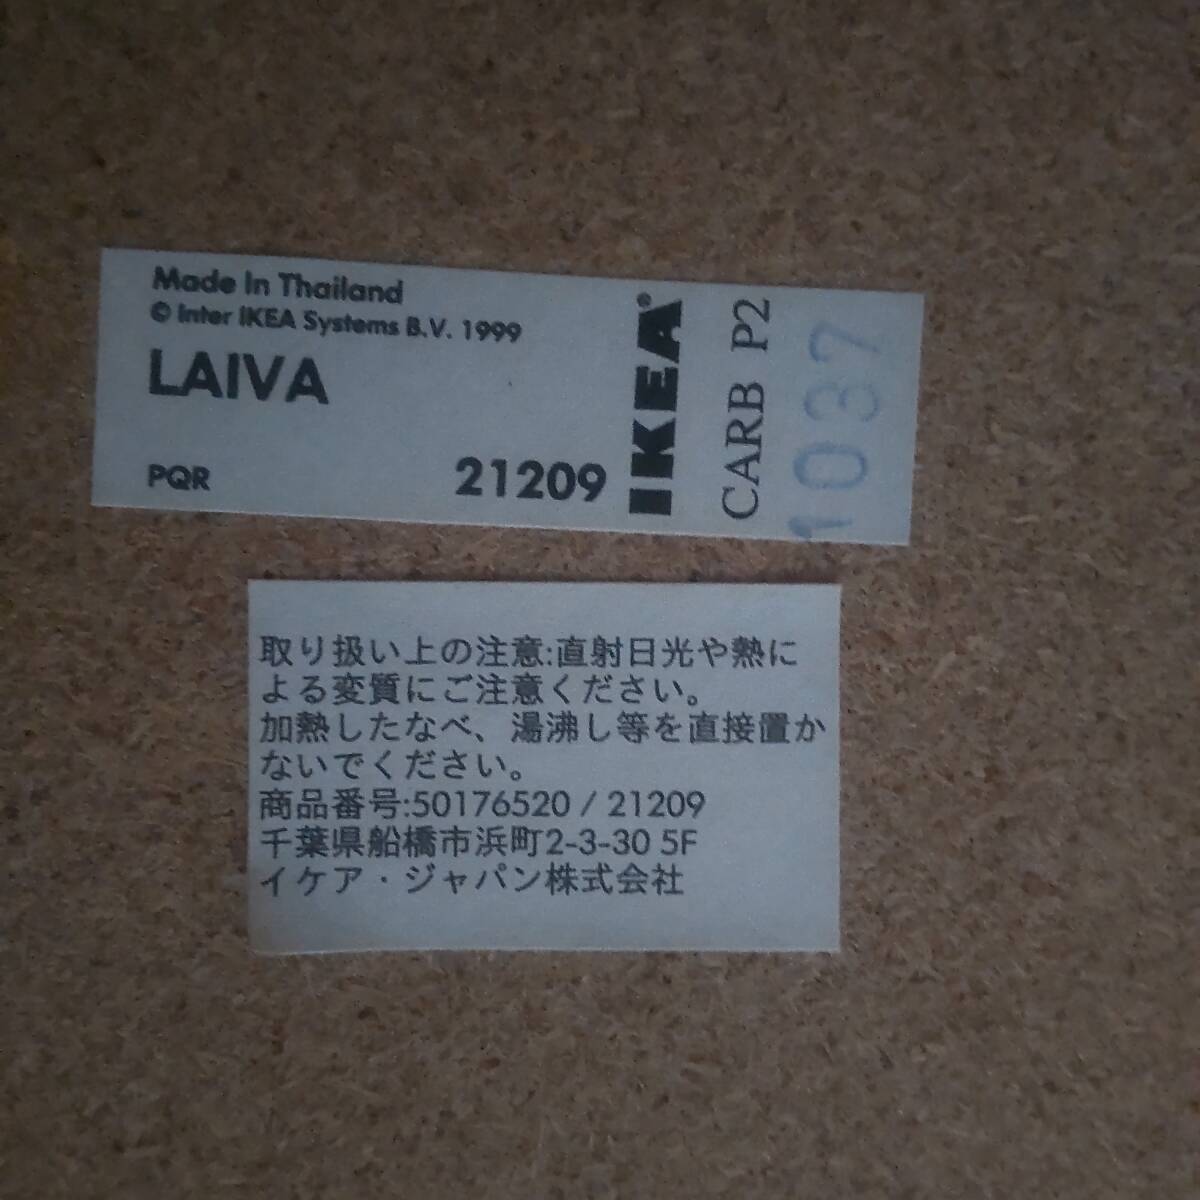 Made In Thailand
© Inter IKEA Systems B.V. 1999
LAIVA
PQR
21209
IKEA®
CARB P2
1037
取り扱い上の注意:直射日光や熱に
よる変質にご注意ください。
加熱したなべ、湯沸し等を直接置か
ないでください。
商品番号:50176520 / 21209
千葉県船橋市浜町2-3-30 5F
イケア・ジャパン株式会社